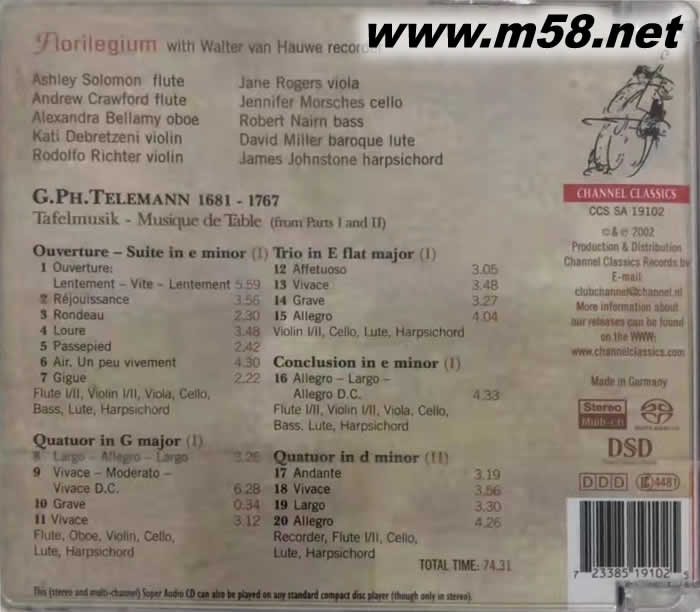 www.m58.net
Florilegium with Walter van Hauwe recorder
Ashley Solomon flute
Andrew Crawford flute
Alexandra Bellamy oboe
Kati Debretzeni violin
Rodolfo Richter violin
Jane Rogers viola
Jennifer Morsches cello
Robert Nairn bass
David Miller baroque lute
James Johnstone harpsichord
G.PH.TELEMANN 1681 - 1767
Tafelmusik - Musique de Table (from Parts I and II)
Ouverture – Suite in e minor (I)
1 Ouverture:
Lentement – Vite – Lentement 5.59
2 Réjouissance 3.56
3 Rondeau 2.30
4 Loure 3.48
5 Passepied 2.42
6 Air. Un peu vivement 4.30
7 Gigue 2.22
Flute I/II, Violin I/II, Viola, Cello,
Bass, Lute, Harpsichord
Quatuor in G major (I)
8 Largo – Allegro – Largo 3.26
9 Vivace – Moderato –
Vivace D.C. 6.28
10 Grave 0.34
11 Vivace 3.12
Flute, Oboe, Violin, Cello,
Lute, Harpsichord
Trio in E flat major (I)
12 Affetuoso 3.05
13 Vivace 3.48
14 Grave 3.27
15 Allegro 4.04
Violin I/II, Cello, Lute, Harpsichord
Conclusion in e minor (I)
16 Allegro – Largo –
Allegro D.C. 4.33
Flute I/II, Violin I/II, Viola, Cello,
Bass, Lute, Harpsichord
Quatuor in d minor (II)
17 Andante 3.19
18 Vivace 3.56
19 Largo 3.30
20 Allegro 4.26
Recorder, Flute I/II, Cello,
Lute, Harpsichord
TOTAL TIME: 74.31
CHANNEL CLASSICS
CCS SA 19102
©& ℗ 2002
Production & Distribution
Channel Classics Records bv
E-mail:
clubchannel@channel.nl
More information about
our releases can be found
on the WWW:
www.channelclassics.com
Made in Germany
Stereo
Multi-ch
DSD
DDD
4481
7 23385 19102 5
This (stereo and multi-channel) Super Audio CD can also be played on any standard compact disc player (though only in stereo).